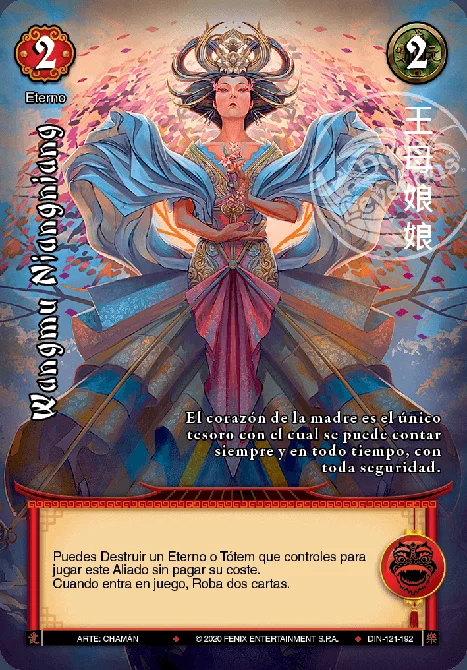 2
2
Eterno
Wangmu Niangniang
王母娘娘
El corazón de la madre es el único
tesoro con el cual se puede contar
siempre y en todo tiempo, con
toda seguridad.
Puedes Destruir un Eterno o Tótem que controles para
jugar este Aliado sin pagar su coste.
Cuando entra en juego, Roba dos cartas.
ARTE: CHAMÁN ◆ © 2020 FENIX ENTERTAINMENT S.P.A. ◆ DIN-121-192